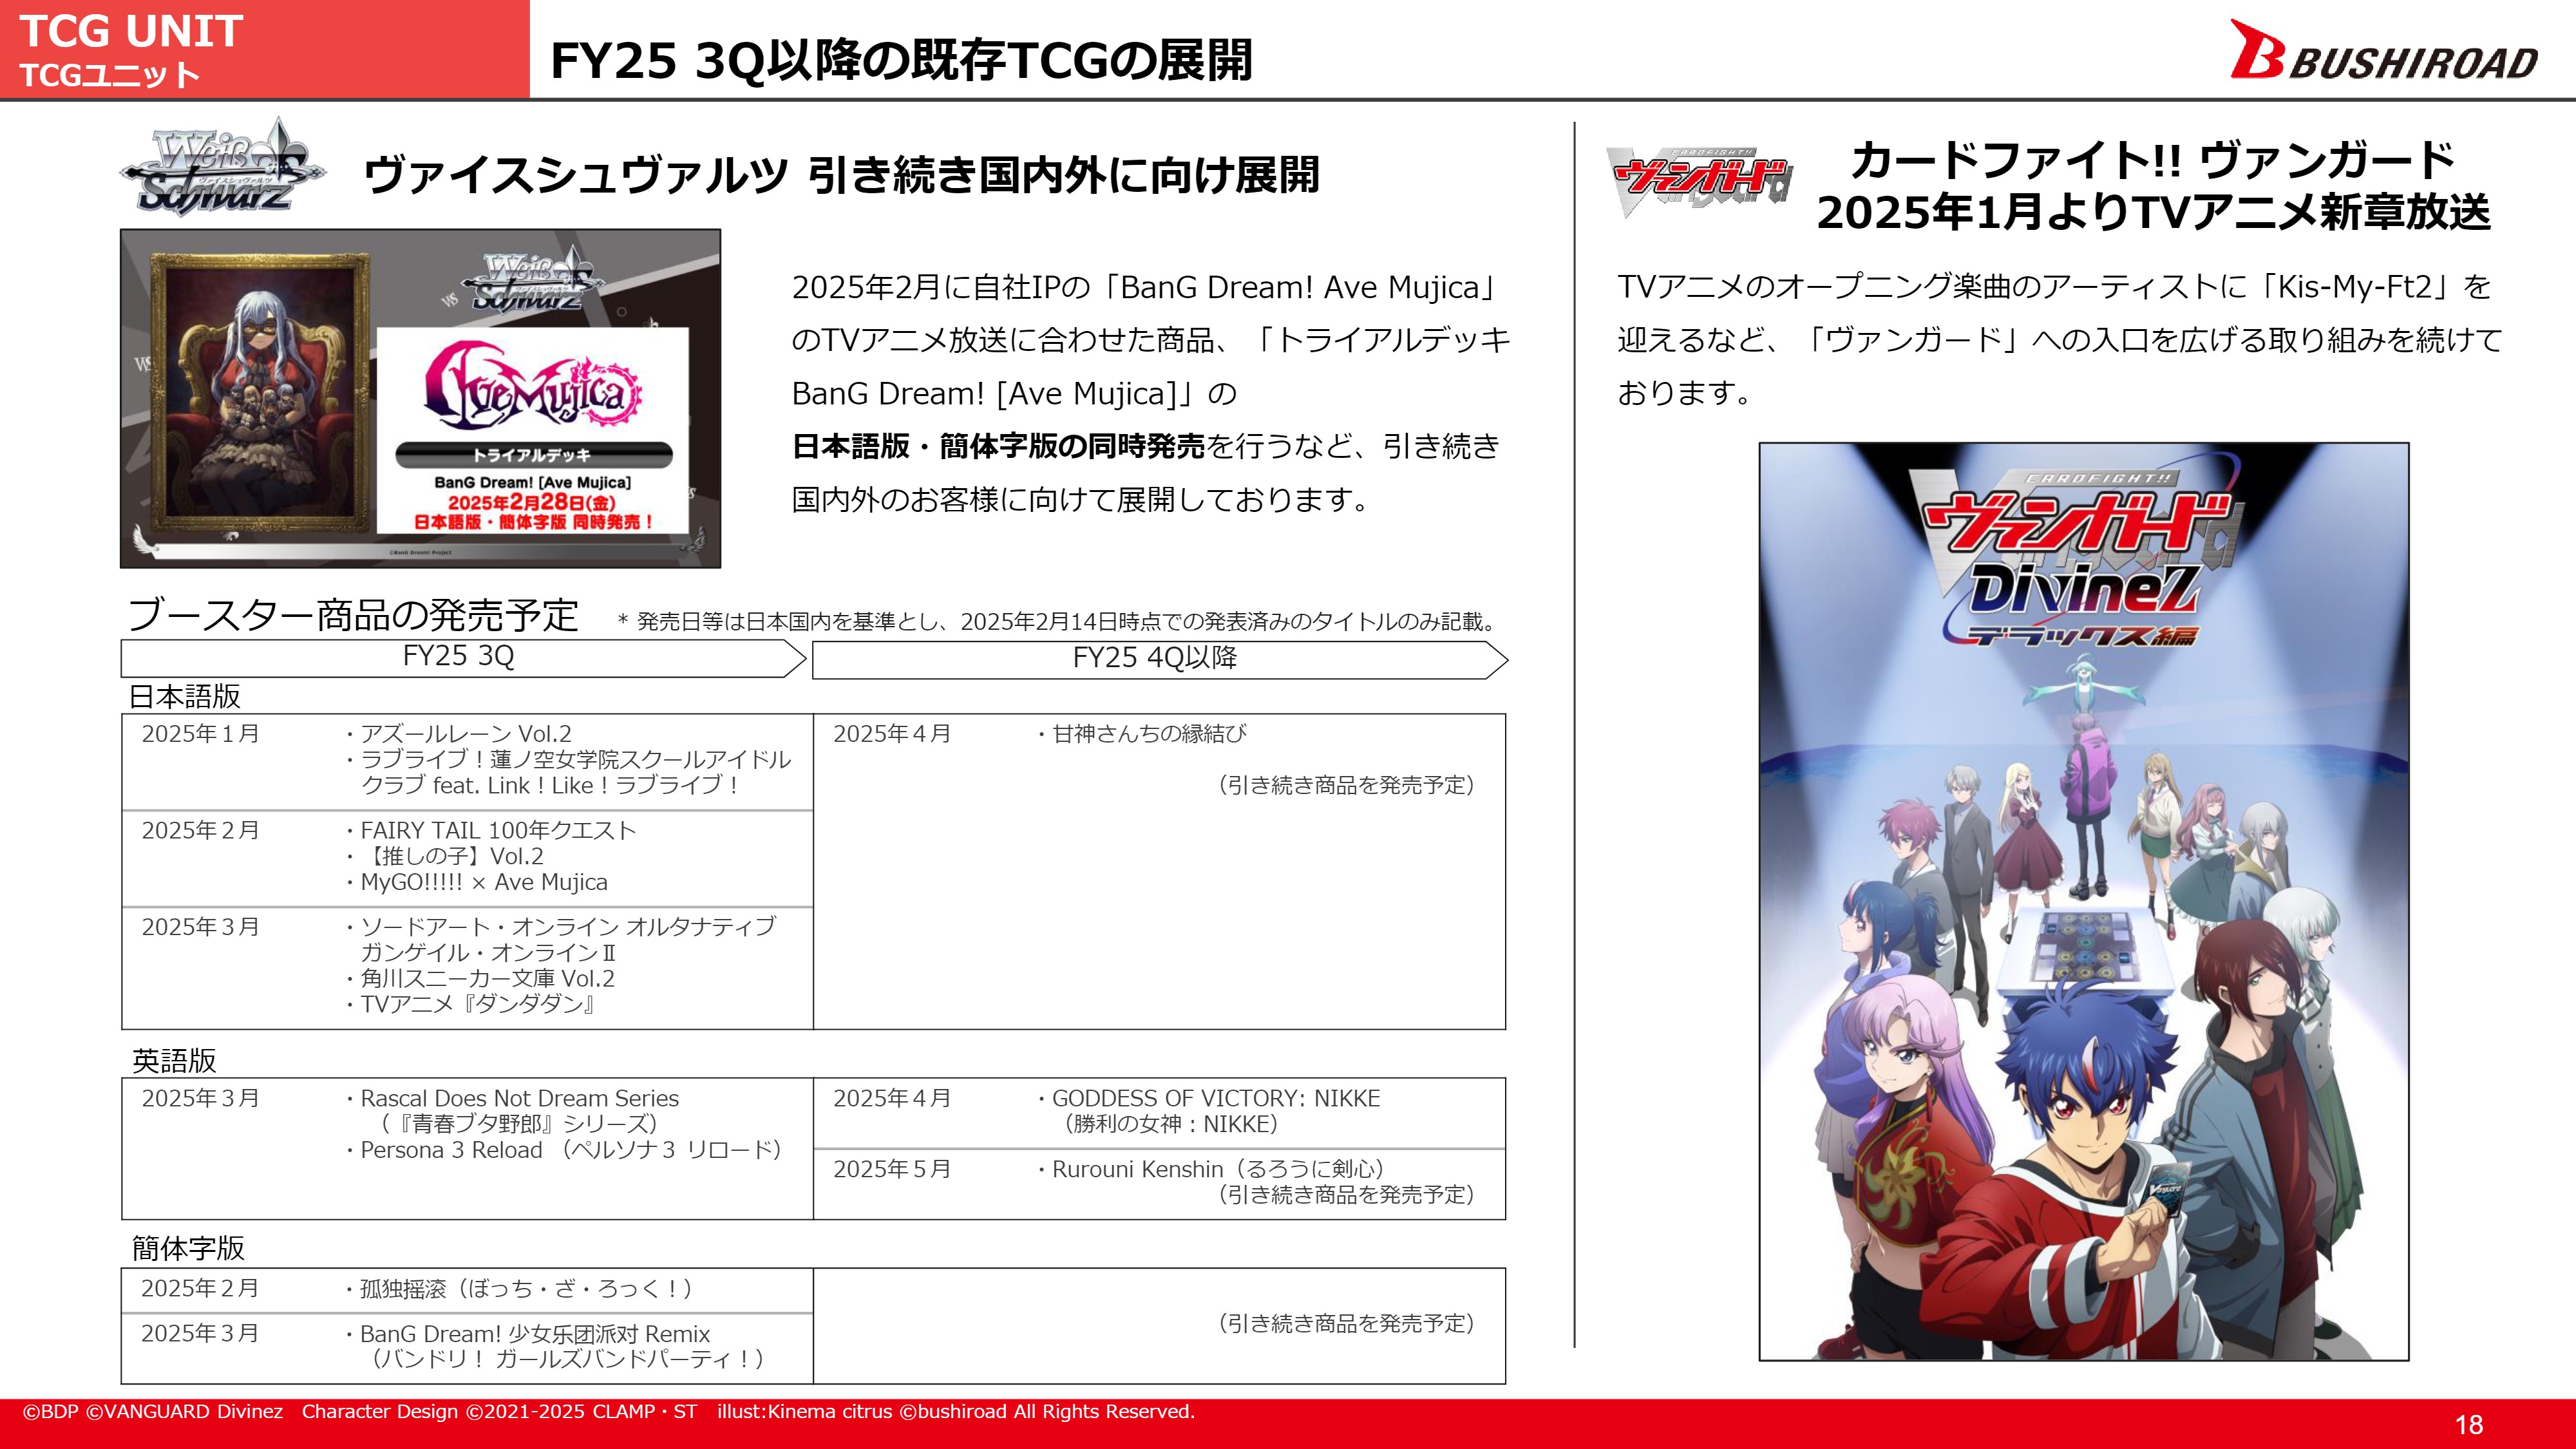 TCG UNIT
TCGユニット
FY25 3Q以降の既存TCGの展開
BUSHIROAD
Weiß
ヴァイスシュヴァルツ
Schwarz
ヴァイスシュヴァルツ 引き続き国内外に向け展開
Weiß
Schwarz
VS
VS
VS
AveMujica
トライアルデッキ
BanG Dream! [Ave Mujica]
2025年2月28日(金)
日本語版・簡体字版 同時発売！
©BanG Dream! Project
2025年2月に自社IPの「BanG Dream! Ave Mujica」
のTVアニメ放送に合わせた商品、「トライアルデッキ
BanG Dream! [Ave Mujica]」の
日本語版・簡体字版の同時発売を行うなど、引き続き
国内外のお客様に向けて展開しております。
ブースター商品の発売予定
* 発売日等は日本国内を基準とし、2025年2月14日時点での発表済みのタイトルのみ記載。
FY25 3Q
FY25 4Q以降
日本語版
2025年１月
・アズールレーン Vol.2
・ラブライブ！蓮ノ空女学院スクールアイドル
クラブ feat. Link！Like！ラブライブ！
2025年２月
・FAIRY TAIL 100年クエスト
・【推しの子】Vol.2
・MyGO!!!!! × Ave Mujica
2025年３月
・ソードアート・オンライン オルタナティブ
ガンゲイル・オンラインⅡ
・角川スニーカー文庫 Vol.2
・TVアニメ『ダンダダン』
2025年４月
・甘神さんちの縁結び
（引き続き商品を発売予定）
英語版
2025年３月
・Rascal Does Not Dream Series
（『青春ブタ野郎』シリーズ）
・Persona 3 Reload （ペルソナ３ リロード）
2025年４月
・GODDESS OF VICTORY: NIKKE
（勝利の女神：NIKKE）
2025年５月
・Rurouni Kenshin（るろうに剣心）
（引き続き商品を発売予定）
簡体字版
2025年２月
・孤独摇滚（ぼっち・ざ・ろっく！）
2025年３月
・BanG Dream! 少女乐团派对 Remix
（バンドリ！ ガールズバンドパーティ！）
（引き続き商品を発売予定）
CARDFIGHT!!
ヴァンガード
Vanguard
カードファイト!! ヴァンガード
2025年1月よりTVアニメ新章放送
TVアニメのオープニング楽曲のアーティストに「Kis-My-Ft2」を
迎えるなど、「ヴァンガード」への入口を広げる取り組みを続けて
おります。
CARDFIGHT!!
ヴァンガード
Vanguard
DivineZ
デラックス編
Vanguard
©BDP ©VANGUARD Divinez　Character Design ©2021-2025 CLAMP・ST　illust:Kinema citrus ©bushiroad All Rights Reserved.
18